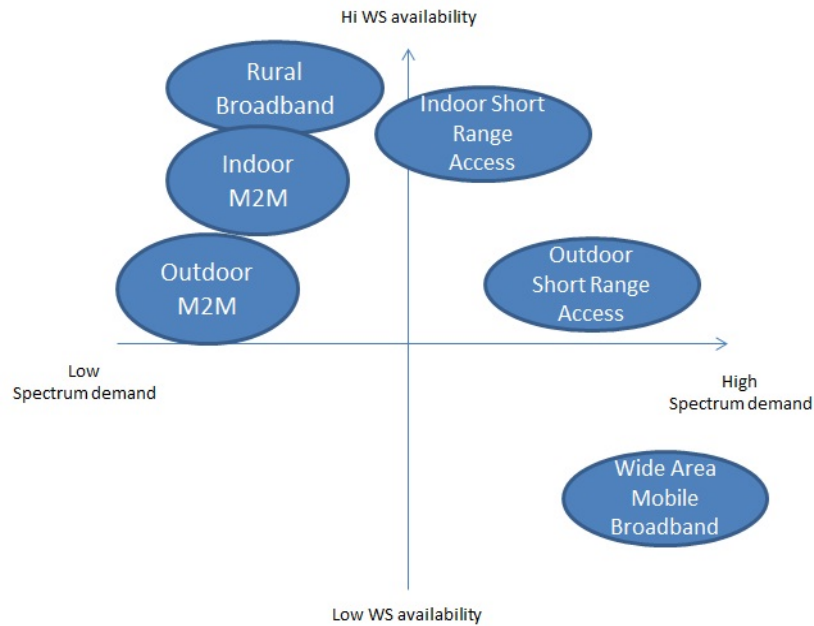 Hi WS availability
Rural
Broadband
Indoor Short
Range
Access
Indoor
M2M
Outdoor
M2M
Outdoor
Short Range
Access
Low
Spectrum demand
High
Spectrum demand
Wide Area
Mobile
Broadband
Low WS availability